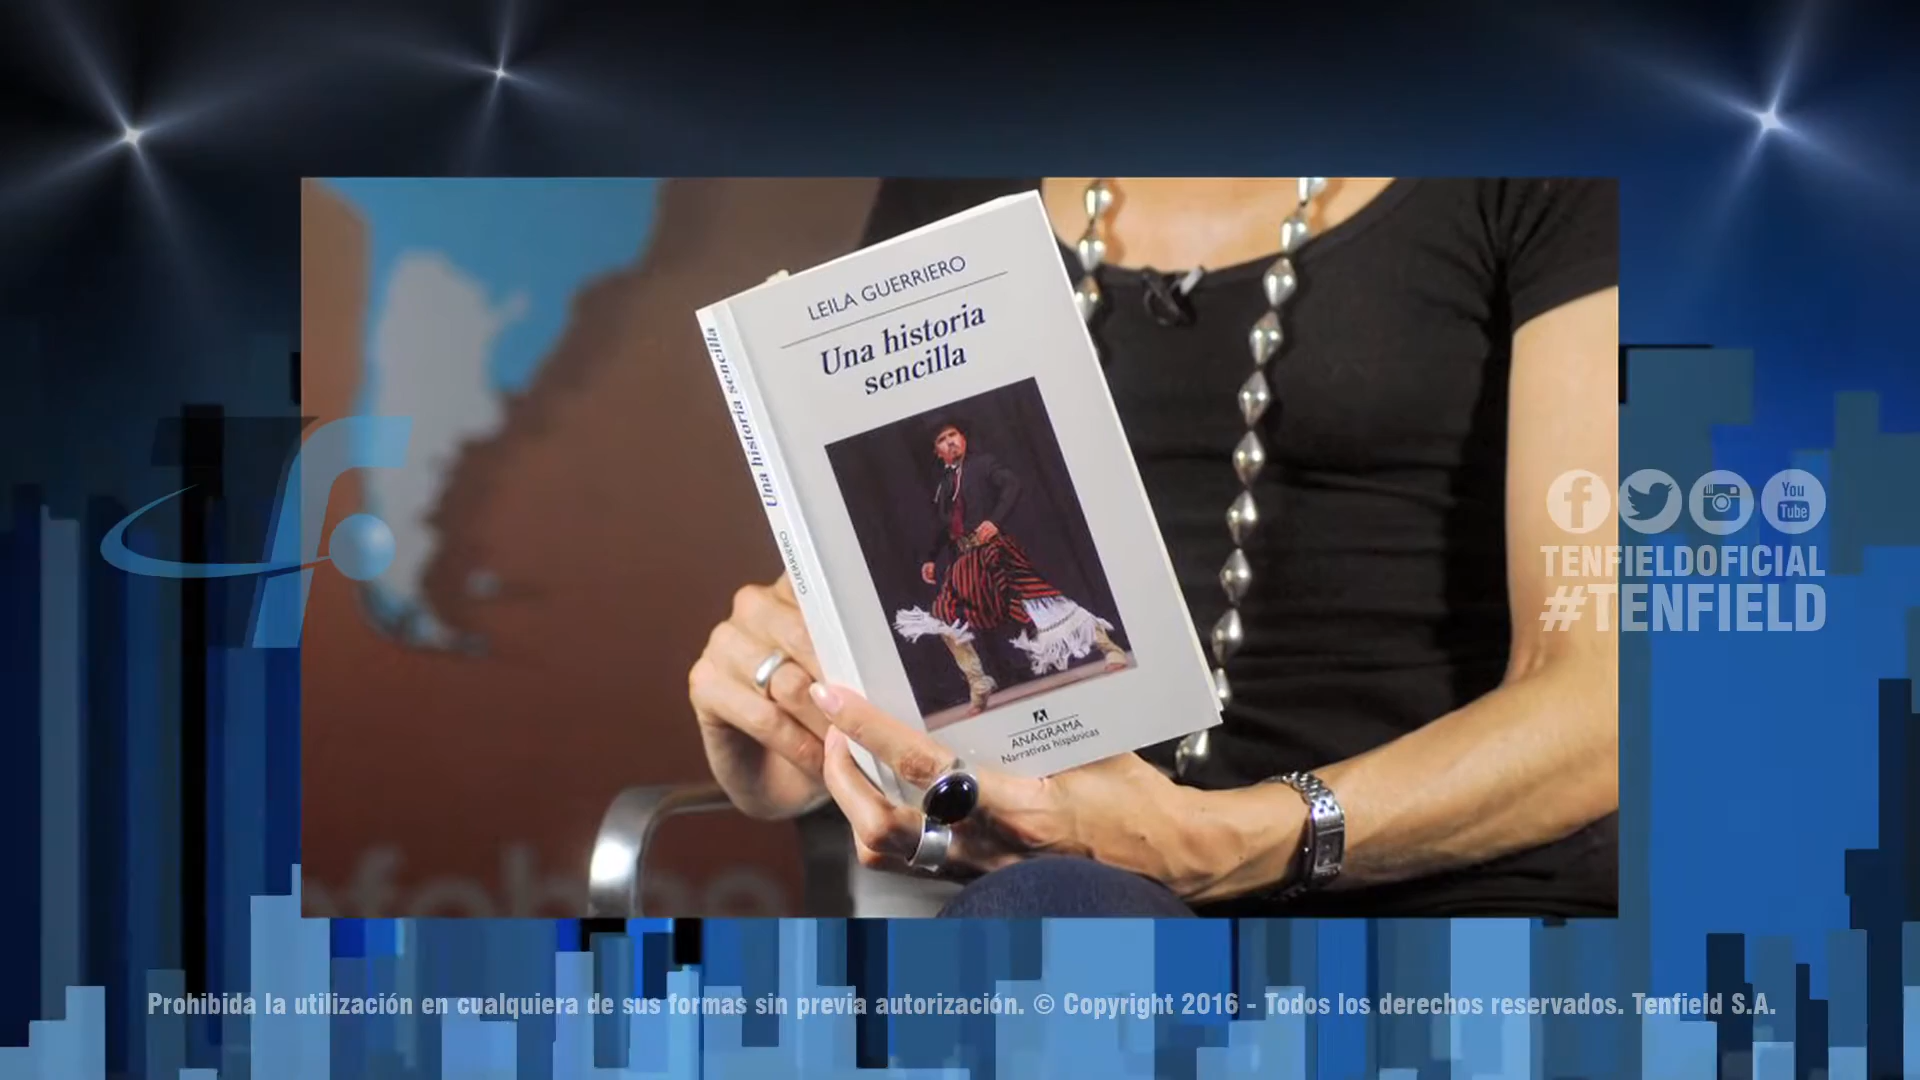 LEILA GUERRIERO
Una historia
sencilla
Una historia sencilla
GUERRIERO
ANAGRAMA
Narrativas hispánicas
You
Tube
TENFIELDOFICIAL
#TENFIELD
Prohibida la utilización en cualquiera de sus formas sin previa autorización. © Copyright 2016 - Todos los derechos reservados. Tenfield S.A.